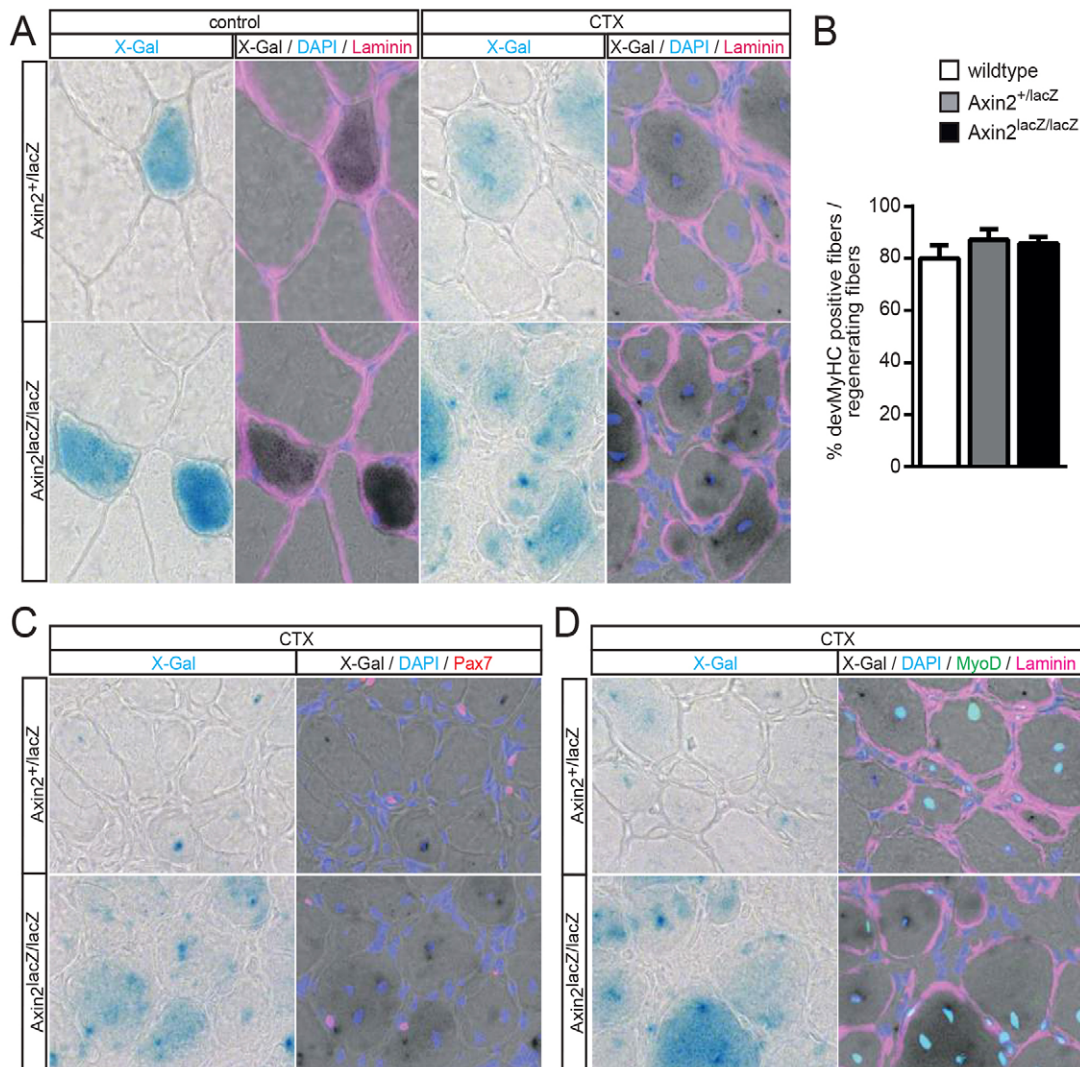 A
control
CTX
X-Gal
X-Gal / DAPI / Laminin
X-Gal
X-Gal / DAPI / Laminin
Axin2+/lacZ
Axin2lacZ/lacZ
B
wildtype
Axin2+/lacZ
Axin2lacZ/lacZ
% devMyHC positive fibers /
regenerating fibers
100
80
60
40
20
0
C
CTX
X-Gal
X-Gal / DAPI / Pax7
Axin2+/lacZ
Axin2lacZ/lacZ
D
CTX
X-Gal
X-Gal / DAPI / MyoD / Laminin
Axin2+/lacZ
Axin2lacZ/lacZ